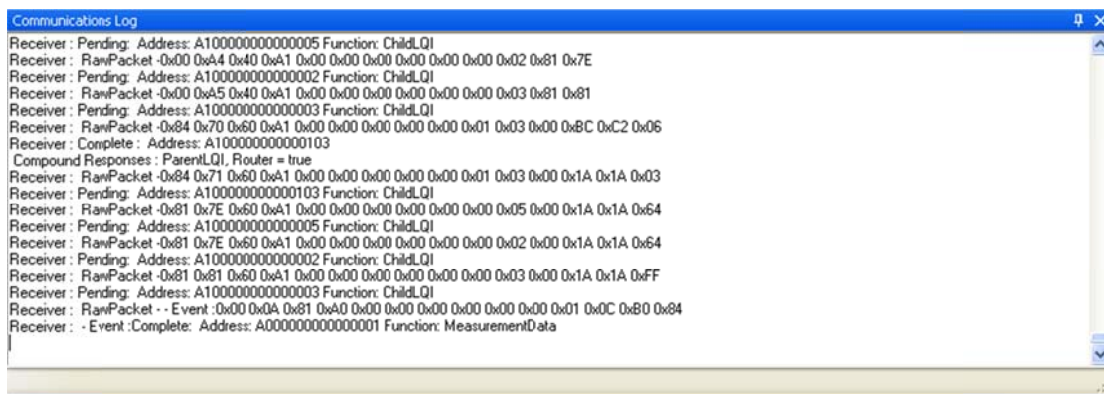 Communications Log
Receiver : Pending:  Address: A100000000000005 Function: ChildLQI
Receiver :  RawPacket -0x00 0xA4 0x40 0xA1 0x00 0x00 0x00 0x00 0x00 0x00 0x02 0x81 0x7E
Receiver : Pending:  Address: A100000000000002 Function: ChildLQI
Receiver :  RawPacket -0x00 0xA5 0x40 0xA1 0x00 0x00 0x00 0x00 0x00 0x00 0x03 0x81 0x81
Receiver : Pending:  Address: A100000000000003 Function: ChildLQI
Receiver :  RawPacket -0x84 0x70 0x60 0xA1 0x00 0x00 0x00 0x00 0x00 0x01 0x03 0x00 0xBC 0xC2 0x06
Receiver : Complete :  Address: A100000000000103
Compound Responses : ParentLQI, Router = true
Receiver :  RawPacket -0x84 0x71 0x60 0xA1 0x00 0x00 0x00 0x00 0x00 0x01 0x03 0x00 0x1A 0x1A 0x03
Receiver : Pending:  Address: A100000000000103 Function: ChildLQI
Receiver :  RawPacket -0x81 0x7E 0x60 0xA1 0x00 0x00 0x00 0x00 0x00 0x00 0x05 0x00 0x1A 0x1A 0x64
Receiver : Pending:  Address: A100000000000005 Function: ChildLQI
Receiver :  RawPacket -0x81 0x7E 0x60 0xA1 0x00 0x00 0x00 0x00 0x00 0x00 0x02 0x00 0x1A 0x1A 0x64
Receiver : Pending:  Address: A100000000000002 Function: ChildLQI
Receiver :  RawPacket -0x81 0x81 0x60 0xA1 0x00 0x00 0x00 0x00 0x00 0x00 0x03 0x00 0x1A 0x1A 0xFF
Receiver : Pending:  Address: A100000000000003 Function: ChildLQI
Receiver :  RawPacket - - Event :0x00 0x0A 0x81 0xA0 0x00 0x00 0x00 0x00 0x00 0x00 0x01 0x0C 0xB0 0x84
Receiver :  - Event :Complete:  Address: A000000000000001 Function: MeasurementData